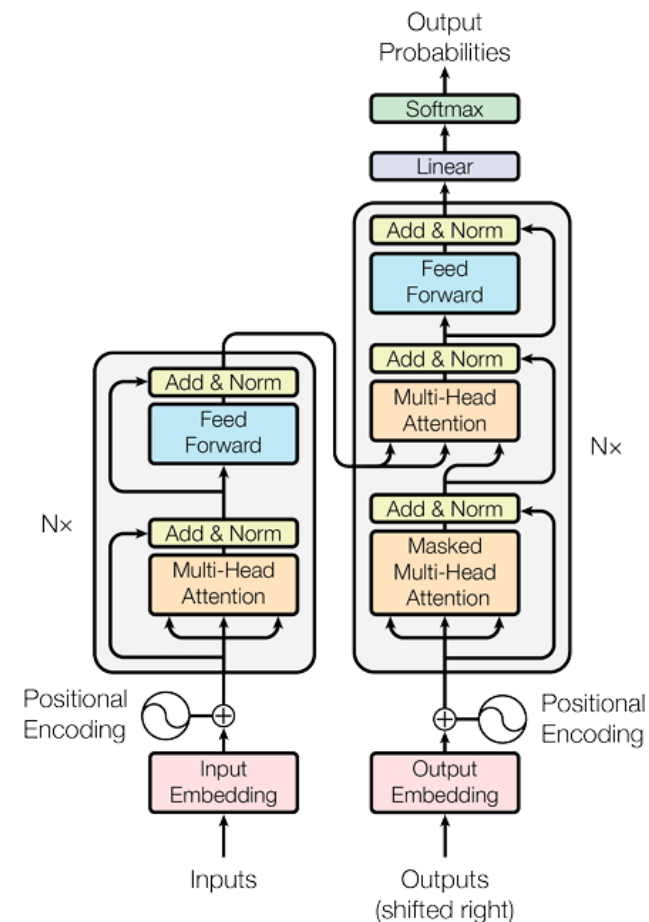 Output
Probabilities
Softmax
Linear
Add & Norm
Feed
Forward
Add & Norm
Multi-Head
Attention
Add & Norm
Masked
Multi-Head
Attention
N×
Add & Norm
Feed
Forward
Add & Norm
Multi-Head
Attention
N×
Positional
Encoding
Positional
Encoding
Input
Embedding
Output
Embedding
Inputs
Outputs
(shifted right)